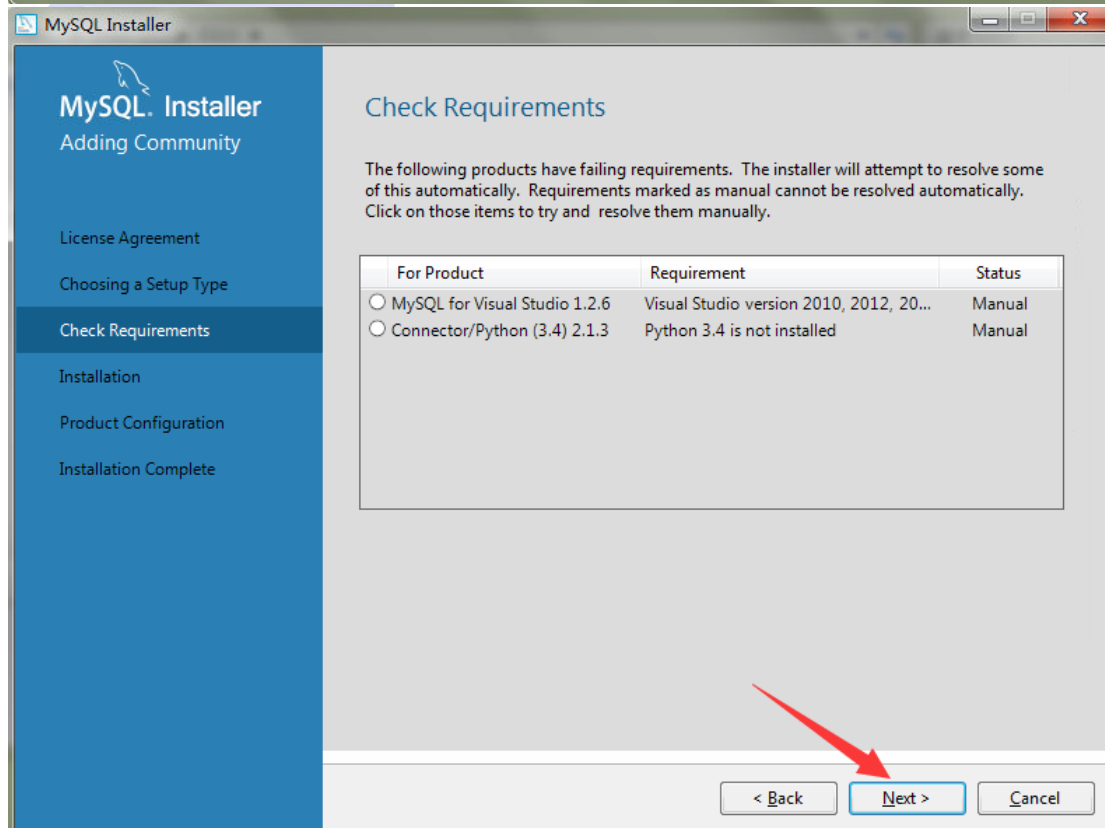 MySQL Installer
MySQL. Installer
Adding Community
License Agreement
Choosing a Setup Type
Check Requirements
Installation
Product Configuration
Installation Complete
Check Requirements
The following products have failing requirements. The installer will attempt to resolve some
of this automatically. Requirements marked as manual cannot be resolved automatically.
Click on those items to try and resolve them manually.
For Product Requirement Status
MySQL for Visual Studio 1.2.6 Visual Studio version 2010, 2012, 20... Manual
Connector/Python (3.4) 2.1.3 Python 3.4 is not installed Manual
< Back Next > Cancel